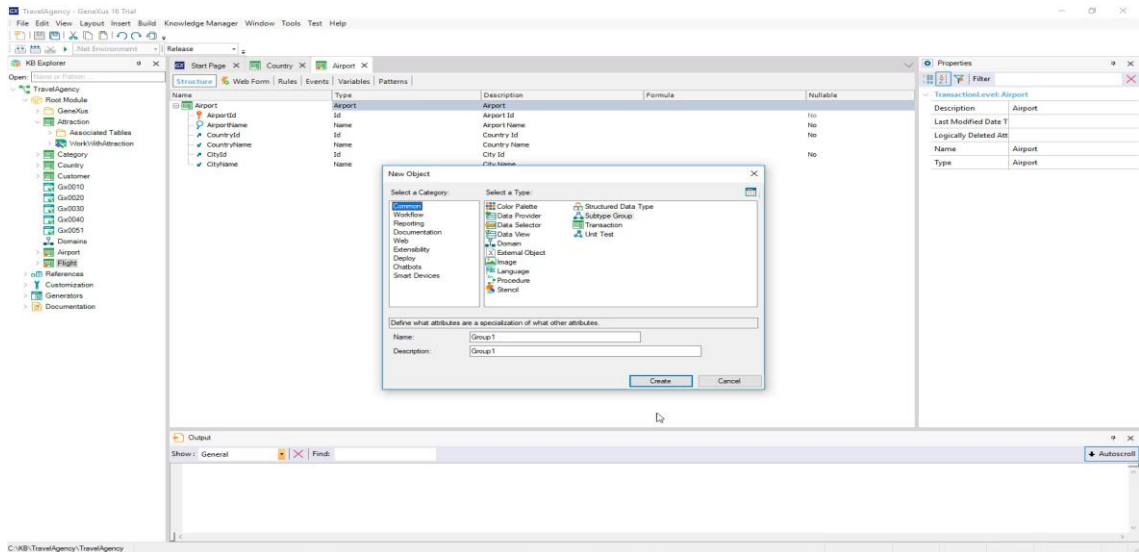 TravelAgency - GeneXus 16 Trial
File Edit View Layout Insert Build Knowledge Manager Window Tools Test Help
.Net Environment Release
KB Explorer
Open: Name or Pattern...
TravelAgency
Root Module
GeneXus
Attraction
Associated Tables
WorkWithAttraction
Category
Country
Customer
Gx0010
Gx0020
Gx0030
Gx0040
Gx0051
Domains
Airport
Flight
References
Customization
Generators
Documentation
Start Page Country Airport
Structure Web Form Rules Events Variables Patterns
Name Type Description Formula Nullable
Airport Airport Airport
AirportId Id Airport Id No
AirportName Name Airport Name No
CountryId Id Country Id No
CountryName Name Country Name
CityId Id City Id No
CityName Name City Name
New Object
Select a Category: Select a Type:
Common
Workflow
Reporting
Documentation
Web
Extensibility
Deploy
Chatbots
Smart Devices
Color Palette Structured Data Type
Data Provider Subtype Group
Data Selector Transaction
Data View Unit Test
Domain
External Object
Image
Language
Procedure
Stencil
Define what attributes are a specialization of what other attributes.
Name: Group1
Description: Group1
Create Cancel
Properties
Filter
TransactionLevel: Airport
Description Airport
Last Modified Date T
Logically Deleted Att
Name Airport
Type Airport
Output
Show: General Find: Autoscroll
C:\KB\TravelAgency\TravelAgency